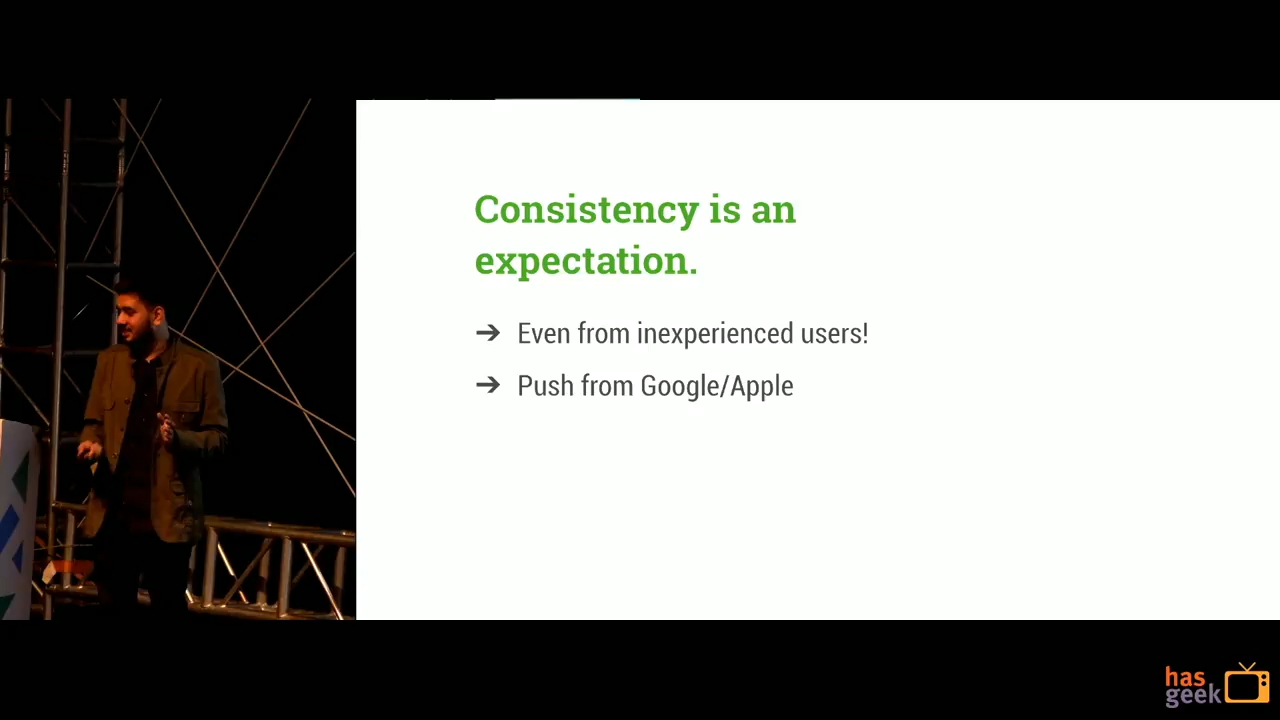 Consistency is an
expectation.
➔ Even from inexperienced users!
➔ Push from Google/Apple
has
geek